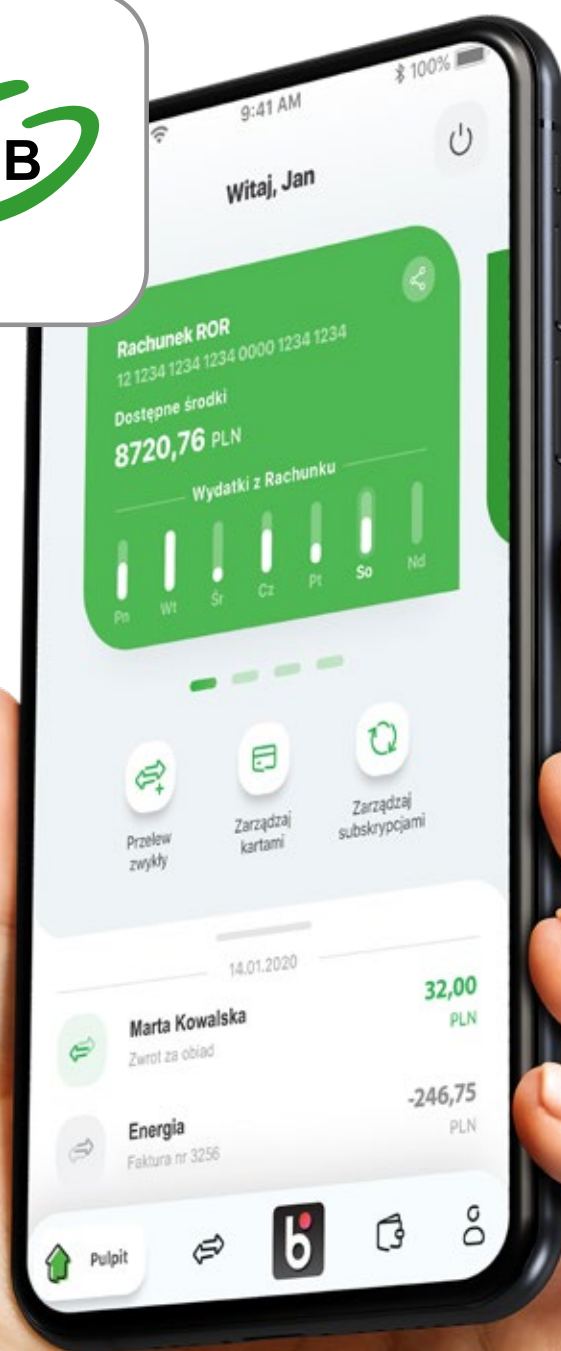 B
9:41 AM
100%
Witaj, Jan
Rachunek ROR
12 1234 1234 1234 0000 1234 1234
Dostępne środki
8720,76 PLN
Wydatki z Rachunku
Pn Wt Śr Cz Pt So Nd
Przelew
zwykły
Zarządzaj
kartami
Zarządzaj
subskrypcjami
14.01.2020
Marta Kowalska
32,00
Zwrot za obiad
PLN
Energia
-246,75
Faktura nr 3256
PLN
Pulpit
b